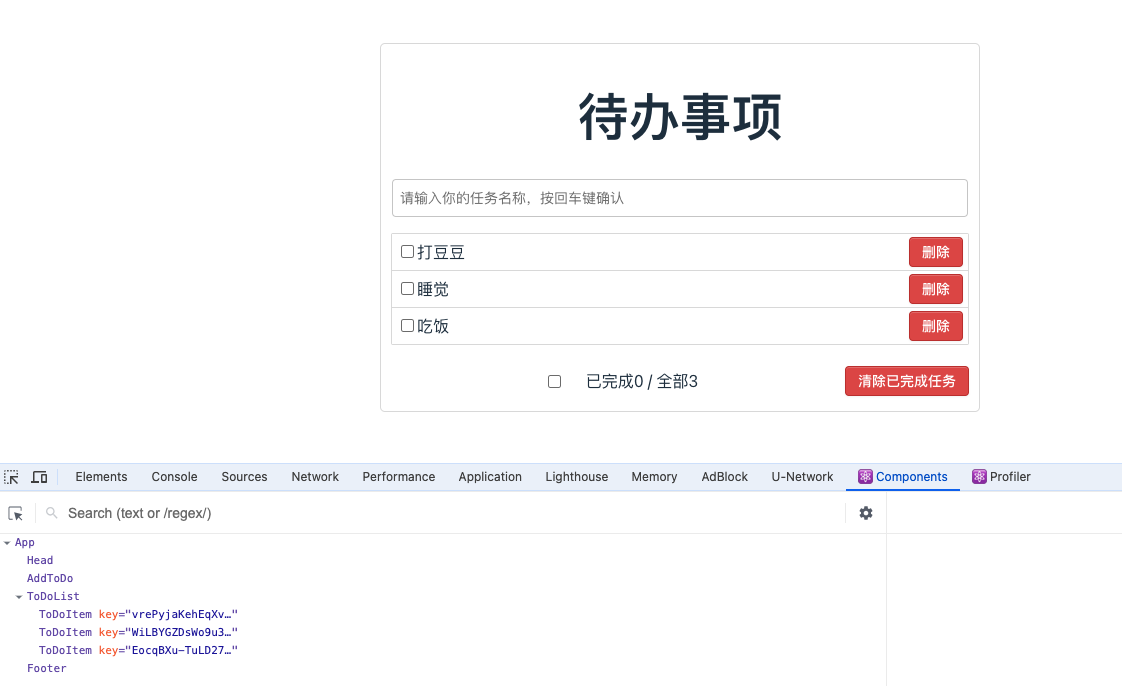 待办事项
请输入你的任务名称，按回车键确认
打豆豆 删除
睡觉 删除
吃饭 删除
已完成0 / 全部3 清除已完成任务
Elements Console Sources Network Performance Application Lighthouse Memory AdBlock U-Network Components Profiler
Search (text or /regex/)
App
Head
AddToDo
ToDoList
ToDoItem key="vrePyjaKehEqXv…"
ToDoItem key="WiLBYGZDsWo9u3…"
ToDoItem key="EocqBXu-TuLD27…"
Footer